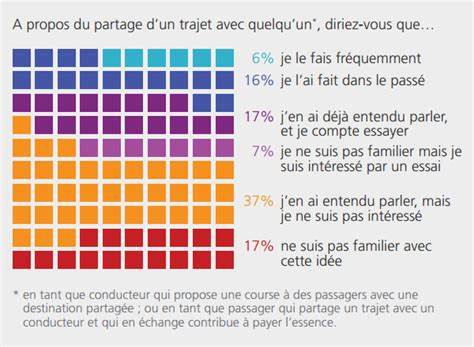 A propos du partage d'un trajet avec quelqu'un*, diriez-vous que…
6% je le fais fréquemment
16% je l'ai fait dans le passé
17% j'en ai déjà entendu parler,
et je compte essayer
7% je ne suis pas familier mais je
suis intéressé par un essai
37% j'en ai entendu parler, mais
je ne suis pas intéressé
17% ne suis pas familier avec
cette idée
* en tant que conducteur qui propose une course à des passagers avec une
destination partagée ; ou en tant que passager qui partage un trajet avec un
conducteur et qui en échange contribue à payer l'essence.